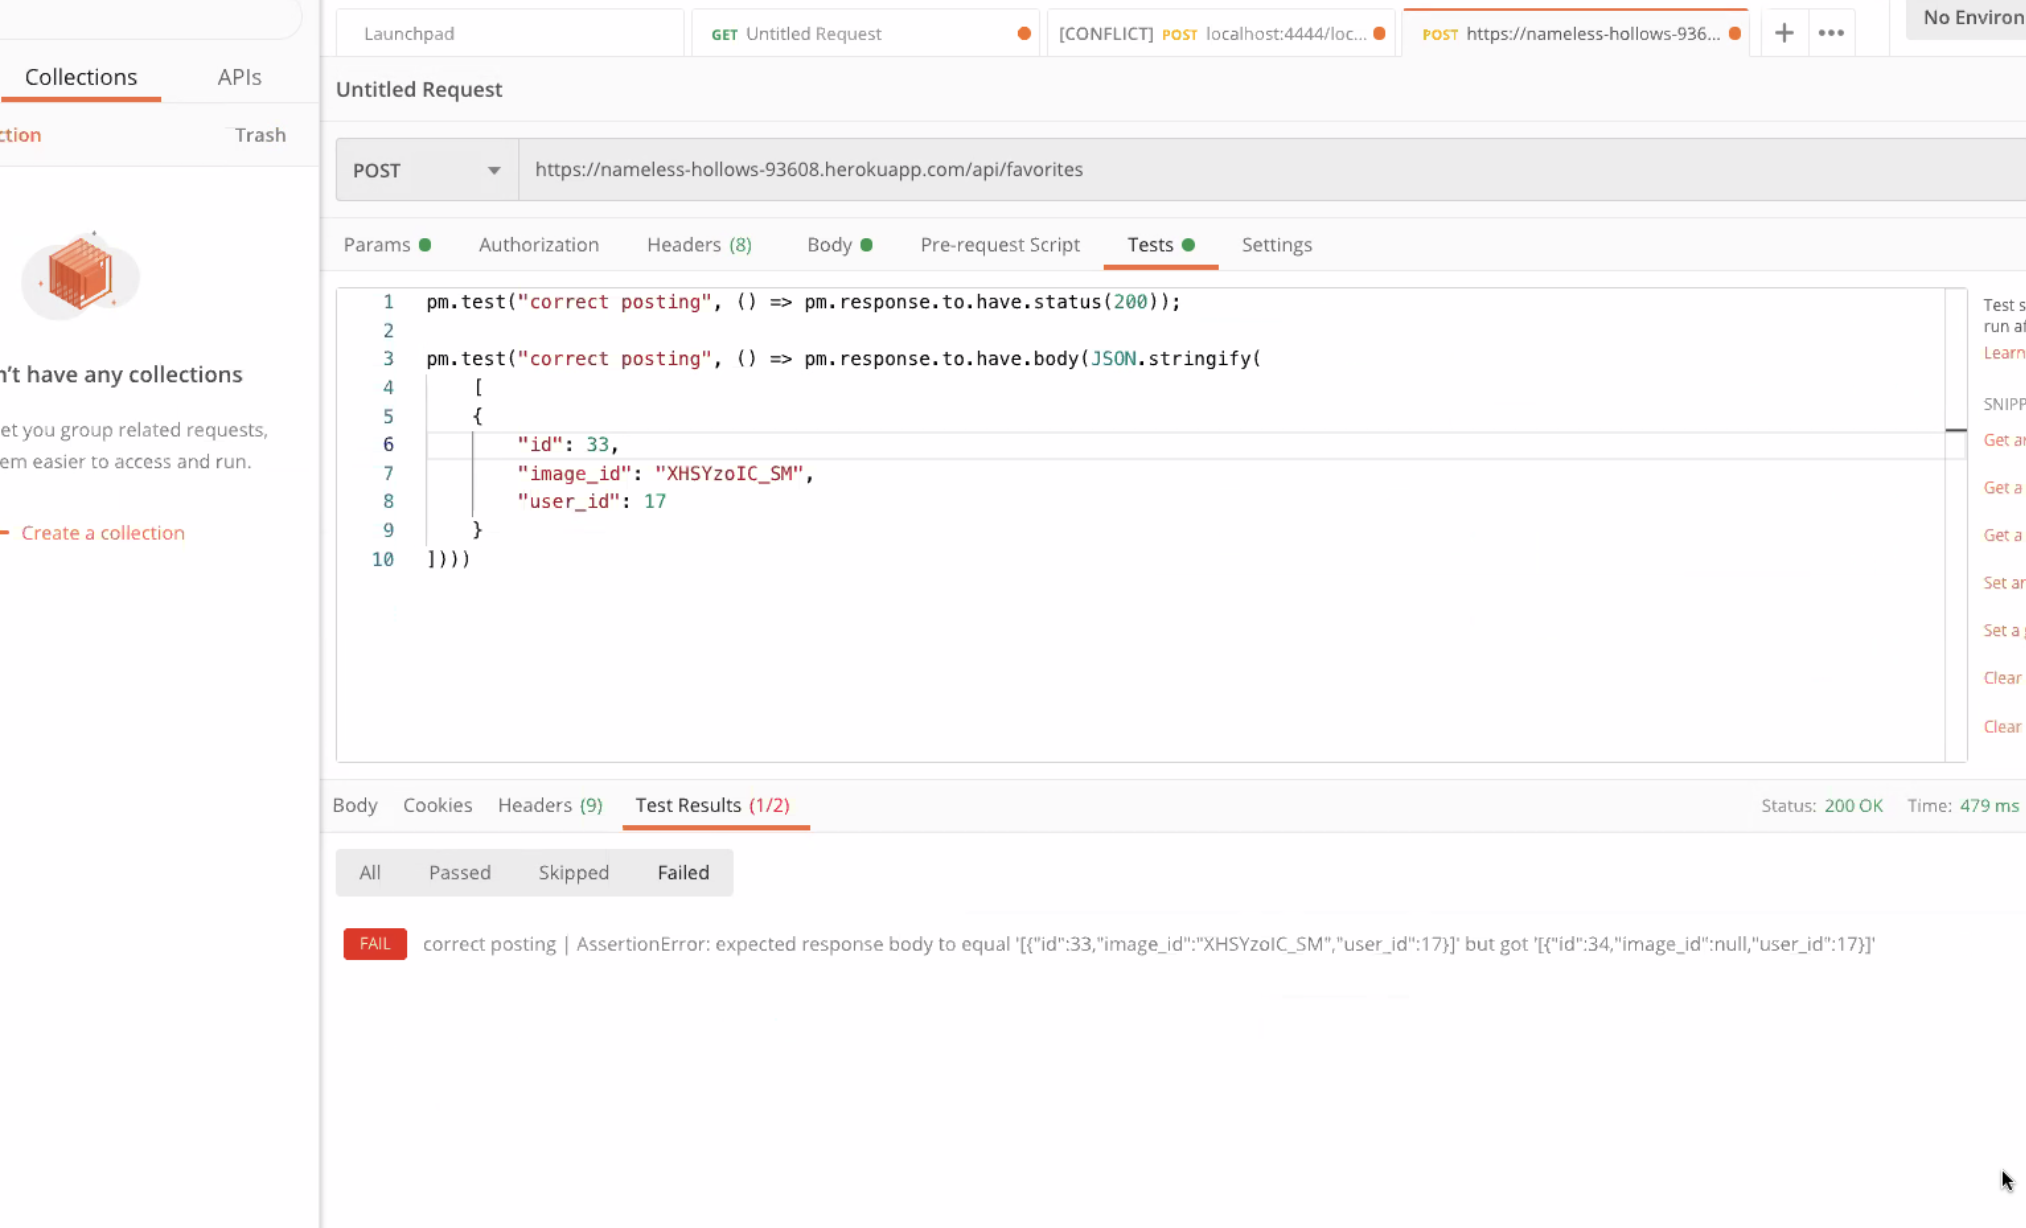 Launchpad
GET Untitled Request
[CONFLICT] POST localhost:4444/loc...
POST https://nameless-hollows-936...
+ •••
No Environ
Collections APIs
Trash
n't have any collections
et you group related requests,
em easier to access and run.
Create a collection
Untitled Request
POST
https://nameless-hollows-93608.herokuapp.com/api/favorites
Params Authorization Headers (8) Body Pre-request Script Tests Settings
1 pm.test("correct posting", () => pm.response.to.have.status(200));
2
3 pm.test("correct posting", () => pm.response.to.have.body(JSON.stringify(
4 [
5 {
6 "id": 33,
7 "image_id": "XHSYzoIC_SM",
8 "user_id": 17
9 }
10 ])))
Test s
run af
Learn
SNIPP
Get ar
Get a
Get a
Set ar
Set a
Clear
Clear
Body Cookies Headers (9) Test Results (1/2)
Status: 200 OK Time: 479 ms
All Passed Skipped Failed
FAIL correct posting | AssertionError: expected response body to equal '[{"id":33,"image_id":"XHSYzoIC_SM","user_id":17}]' but got '[{"id":34,"image_id":null,"user_id":17}]'